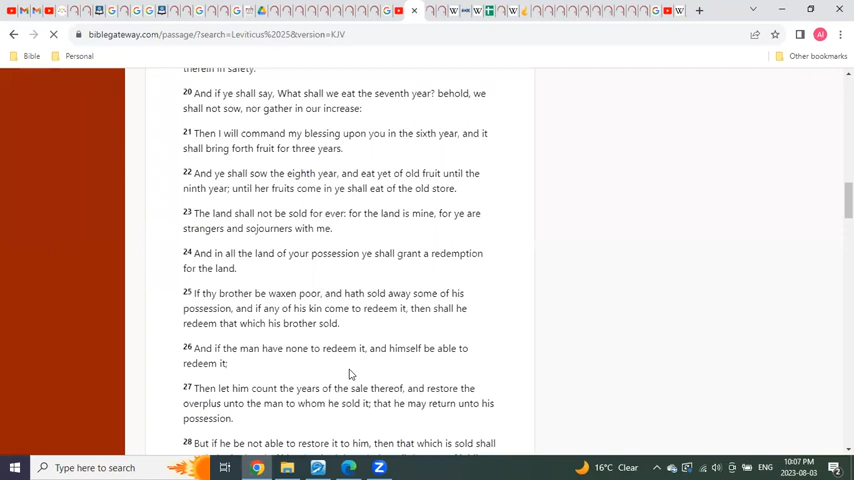 biblegateway.com/passage/?search=Leviticus%2025&version=KJV
AI
Bible
Personal
Other bookmarks
therein in safety.
20 And if ye shall say, What shall we eat the seventh year? behold, we
shall not sow, nor gather in our increase:
21 Then I will command my blessing upon you in the sixth year, and it
shall bring forth fruit for three years.
22 And ye shall sow the eighth year, and eat yet of old fruit until the
ninth year; until her fruits come in ye shall eat of the old store.
23 The land shall not be sold for ever: for the land is mine, for ye are
strangers and sojourners with me.
24 And in all the land of your possession ye shall grant a redemption
for the land.
25 If thy brother be waxen poor, and hath sold away some of his
possession, and if any of his kin come to redeem it, then shall he
redeem that which his brother sold.
26 And if the man have none to redeem it, and himself be able to
redeem it;
27 Then let him count the years of the sale thereof, and restore the
overplus unto the man to whom he sold it; that he may return unto his
possession.
28 But if he be not able to restore it to him, then that which is sold shall
Type here to search
16°C Clear
ENG
10:07 PM
2023-08-03
2